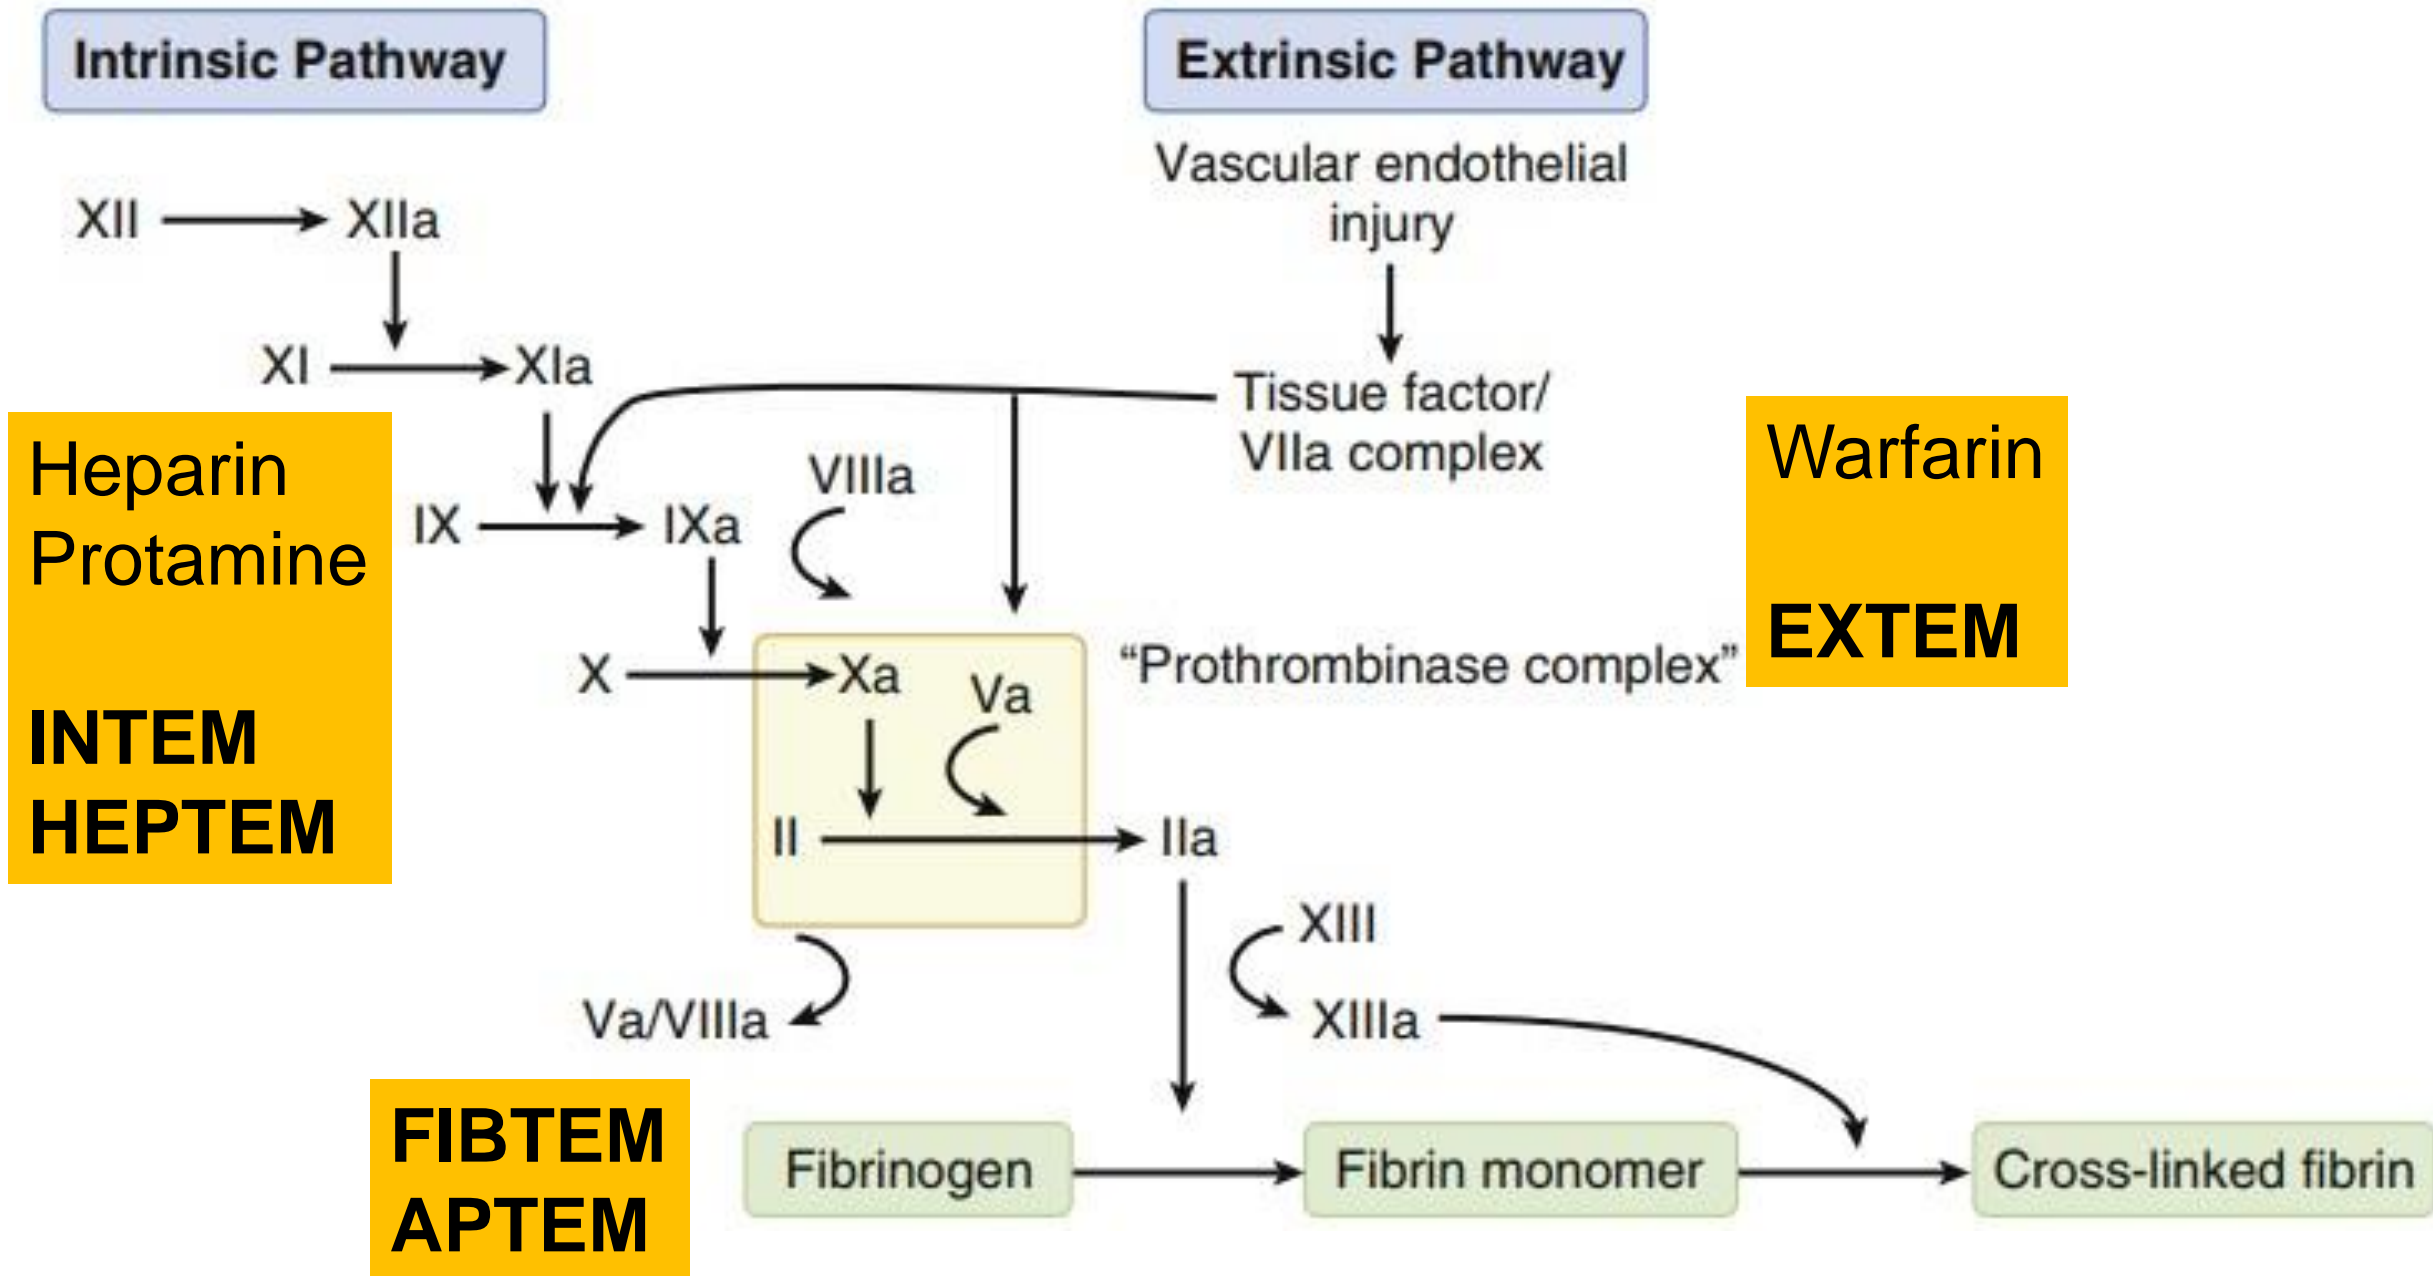 Intrinsic Pathway
Extrinsic Pathway
Vascular endothelial
injury
XII
XIIa
XI
XIa
Tissue factor/
VIIa complex
Heparin
Protamine
INTEM
HEPTEM
Warfarin
EXTEM
VIIIa
IX
IXa
X
Xa
Va
“Prothrombinase complex”
II
IIa
XIII
XIIIa
Va/VIIIa
FIBTEM
APTEM
Fibrinogen
Fibrin monomer
Cross-linked fibrin